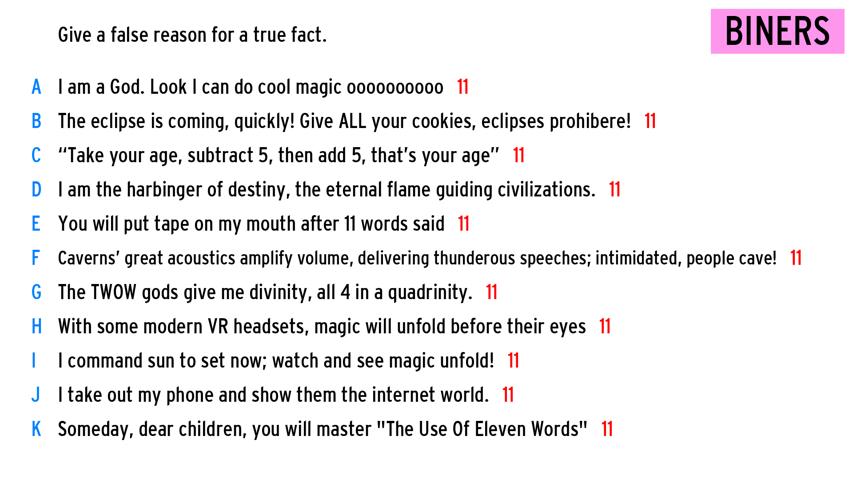 Give a false reason for a true fact.
BINERS
A I am a God. Look I can do cool magic oooooooooo 11
B The eclipse is coming, quickly! Give ALL your cookies, eclipses prohibere! 11
C “Take your age, subtract 5, then add 5, that’s your age” 11
D I am the harbinger of destiny, the eternal flame guiding civilizations. 11
E You will put tape on my mouth after 11 words said 11
F Caverns’ great acoustics amplify volume, delivering thunderous speeches; intimidated, people cave! 11
G The TWOW gods give me divinity, all 4 in a quadrinity. 11
H With some modern VR headsets, magic will unfold before their eyes 11
I I command sun to set now; watch and see magic unfold! 11
J I take out my phone and show them the internet world. 11
K Someday, dear children, you will master "The Use Of Eleven Words" 11